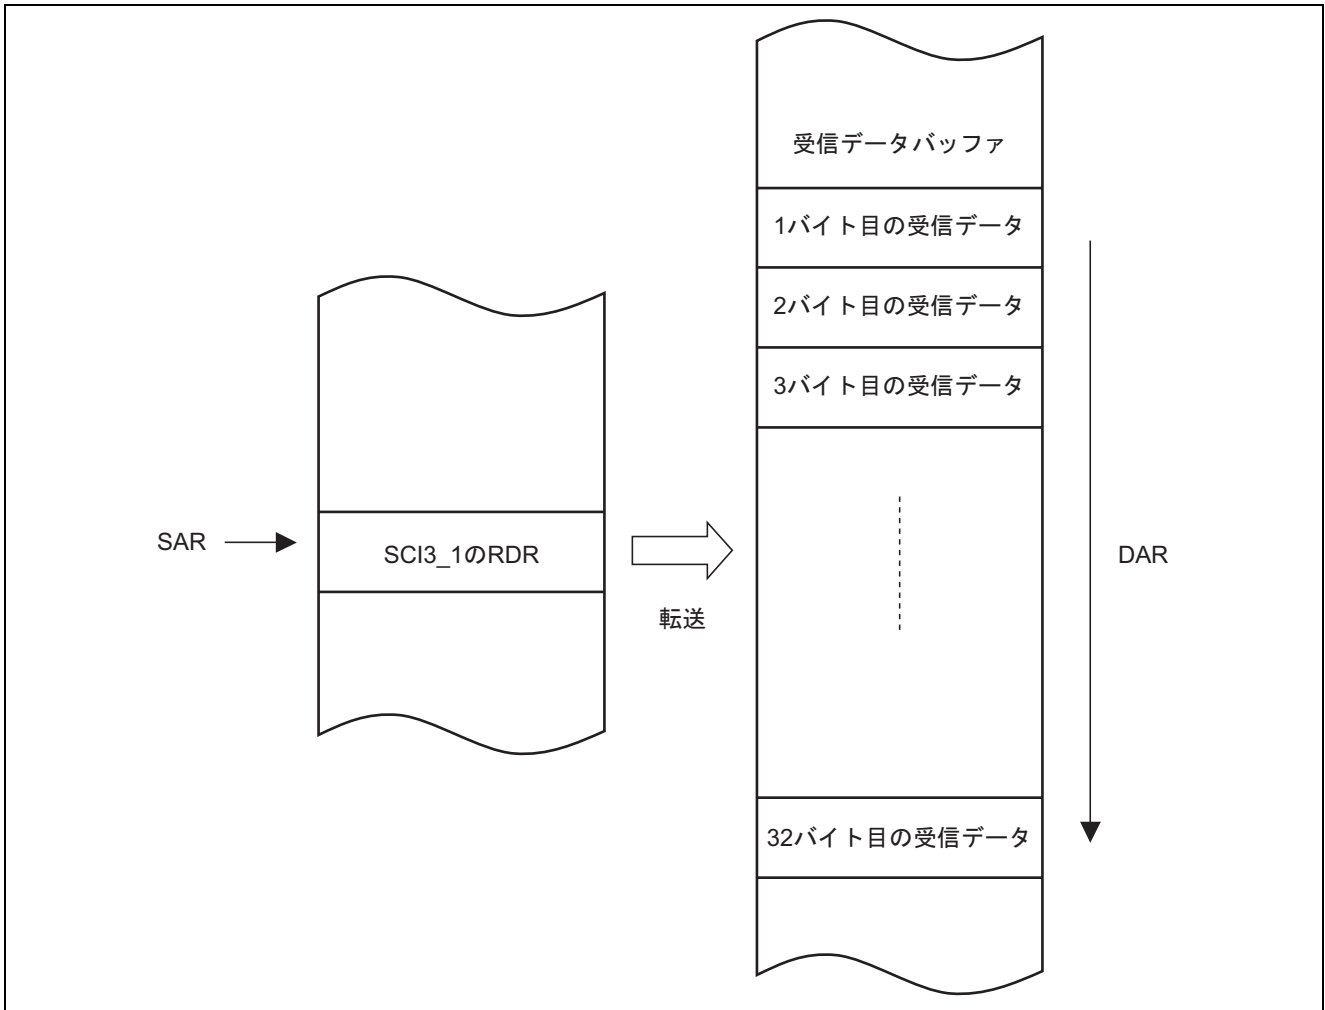 受信データバッファ
1バイト目の受信データ
2バイト目の受信データ
3バイト目の受信データ
SAR
SCI3_1のRDR
転送
DAR
32バイト目の受信データ